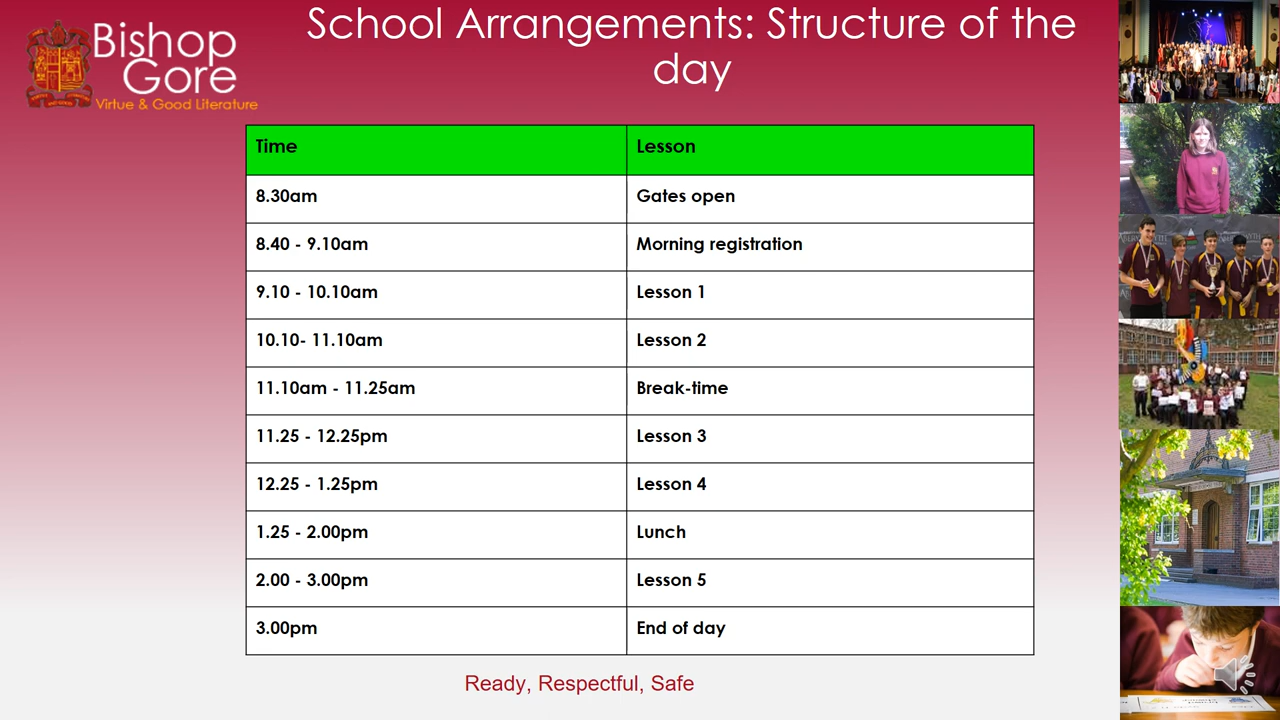 Bishop
Gore
Virtue & Good Literature
School Arrangements: Structure of the
day
Time Lesson
8.30am Gates open
8.40 - 9.10am Morning registration
9.10 - 10.10am Lesson 1
10.10- 11.10am Lesson 2
11.10am - 11.25am Break-time
11.25 - 12.25pm Lesson 3
12.25 - 1.25pm Lesson 4
1.25 - 2.00pm Lunch
2.00 - 3.00pm Lesson 5
3.00pm End of day
Ready, Respectful, Safe